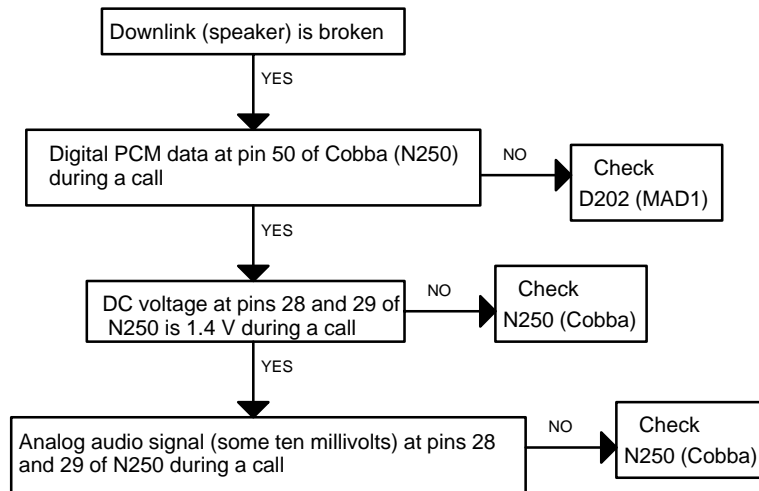 Downlink (speaker) is broken
YES
Digital PCM data at pin 50 of Cobba (N250)
during a call
NO
Check
D202 (MAD1)
YES
DC voltage at pins 28 and 29 of
N250 is 1.4 V during a call
NO
Check
N250 (Cobba)
YES
Analog audio signal (some ten millivolts) at pins 28
and 29 of N250 during a call
NO
Check
N250 (Cobba)